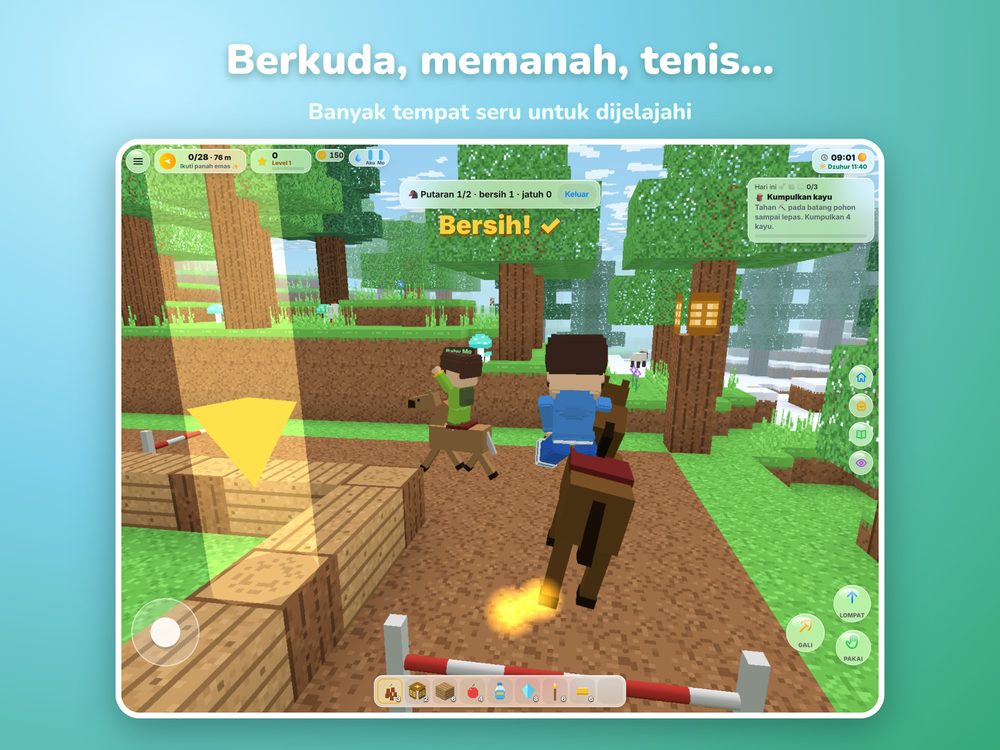 Berkuda, memanah, tenis...
Banyak tempat seru untuk dijelajahi
0/28 · 76 m
Ikuti panah emas
0
Level 1
150
Aku Mo
09:01
Dzuhur 11:40
Putaran 1/2 · bersih 1 · jatuh 0
Keluar
Bersih! ✓
Hari ini
0/3
Kumpulkan kayu
Tahan ⛏ pada batang pohon
sampai lepas. Kumpulkan 4
kayu.
LOMPAT
GALI
PAKAI